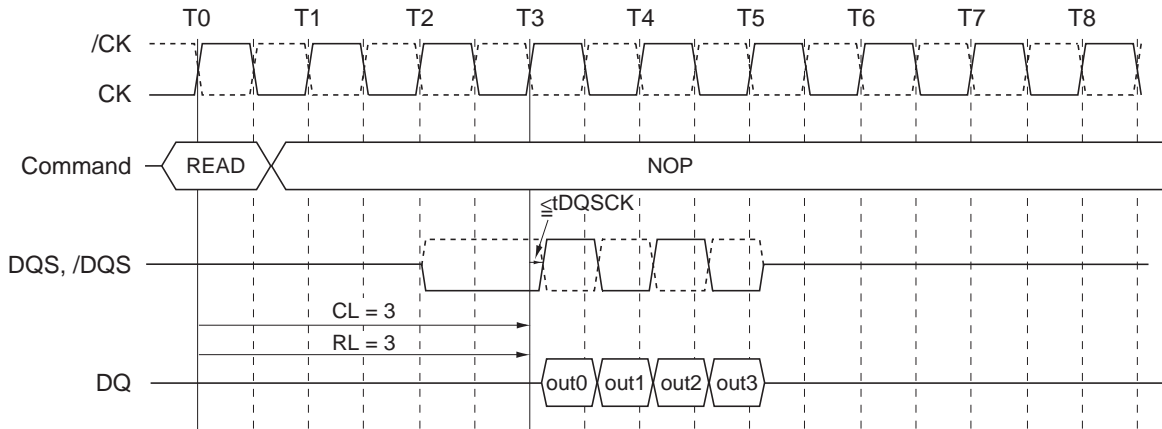 T0 T1 T2 T3 T4 T5 T6 T7 T8
/CK
CK
Command READ NOP
≦tDQSCK
DQS, /DQS
CL = 3
RL = 3
DQ out0 out1 out2 out3